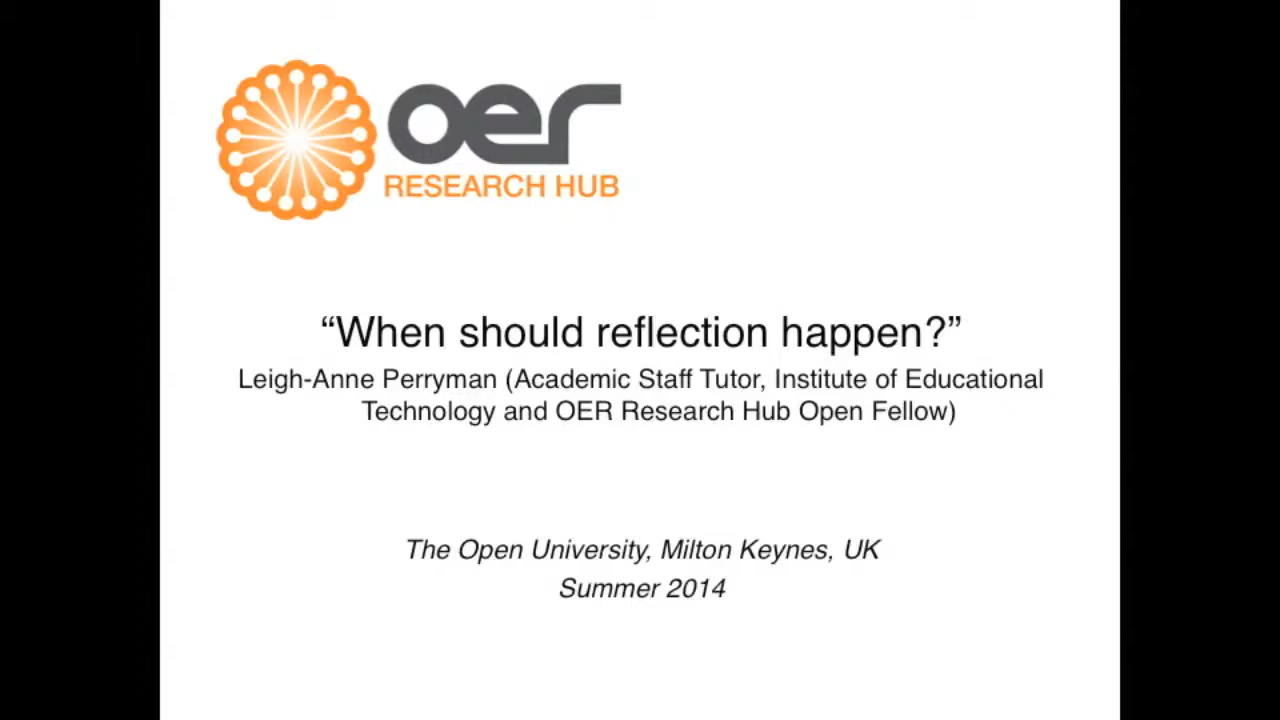 oer
RESEARCH HUB
“When should reflection happen?”
Leigh-Anne Perryman (Academic Staff Tutor, Institute of Educational
Technology and OER Research Hub Open Fellow)
The Open University, Milton Keynes, UK
Summer 2014